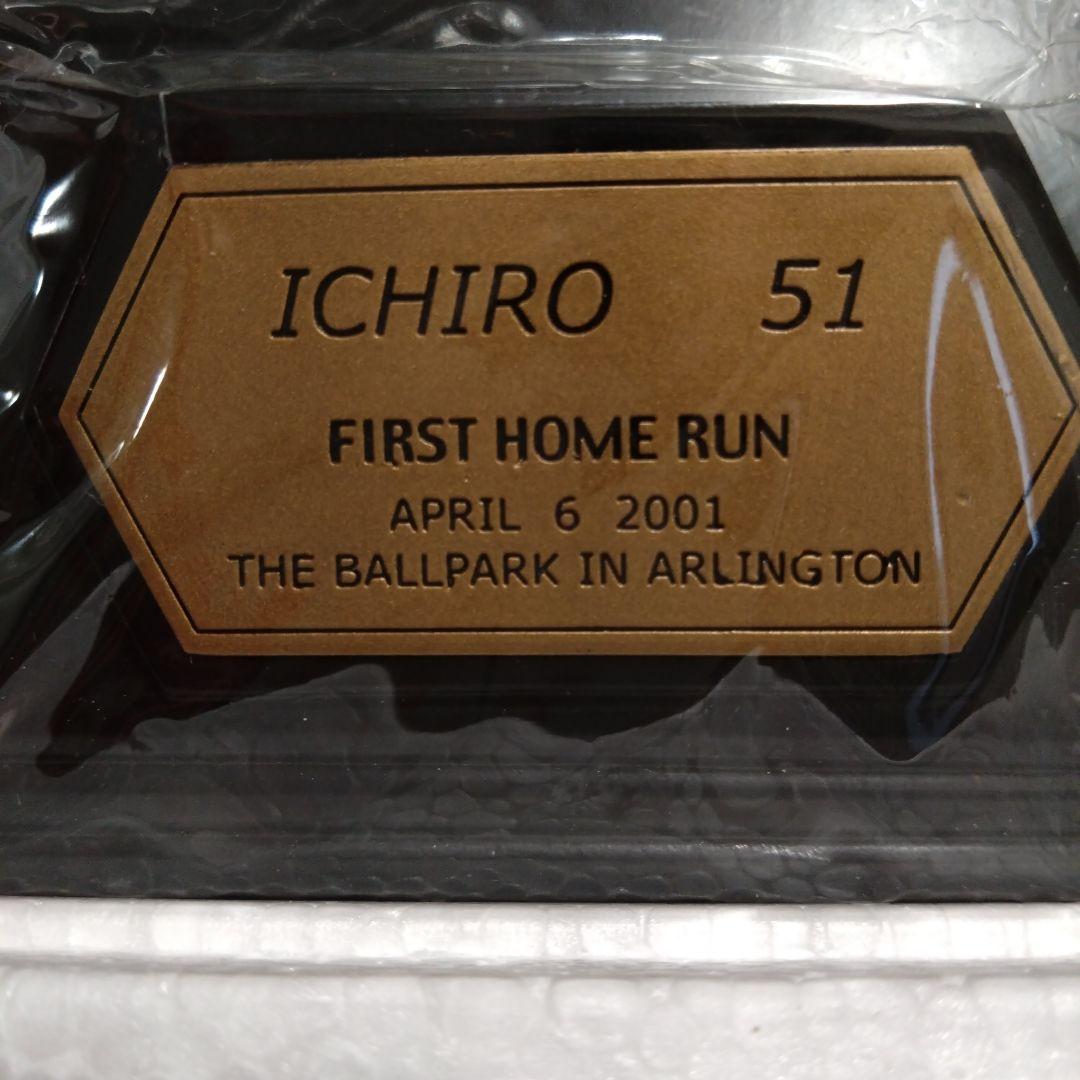 ICHIRO 51
FIRST HOME RUN
APRIL 6 2001
THE BALLPARK IN ARLINGTON